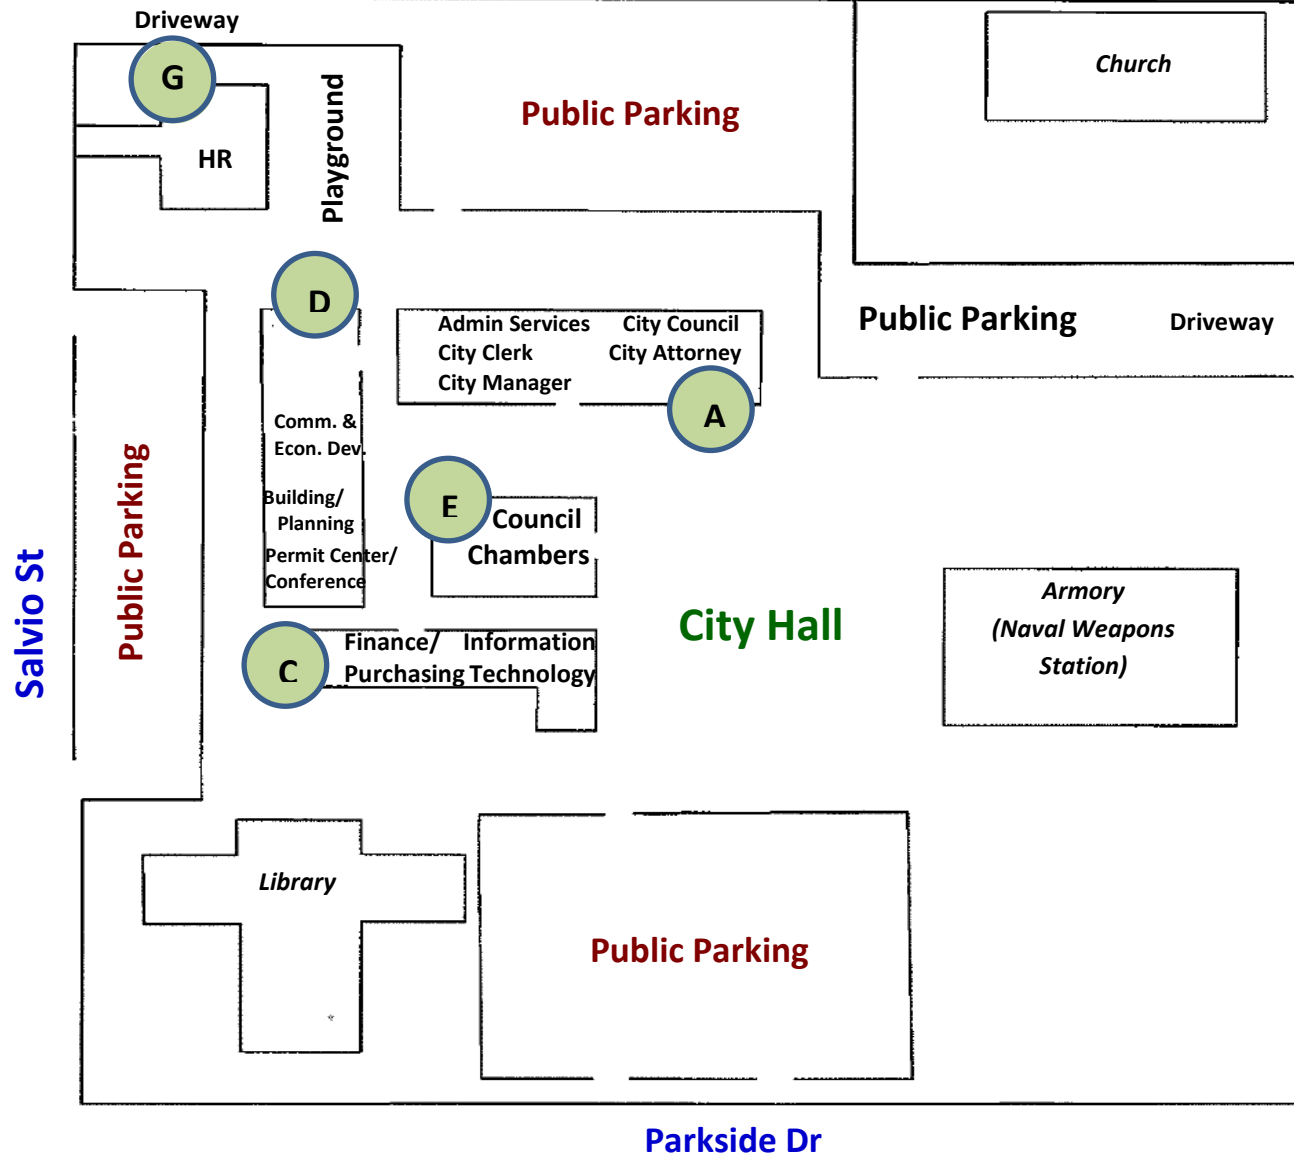 Driveway
G
HR
Playground
Public Parking
Church
D
Admin Services City Council
City Clerk City Attorney
City Manager
A
Public Parking Driveway
Comm. &
Econ. Dev.
Building/
Planning
Permit Center/
Conference
E
Council
Chambers
Salvio St
Public Parking
C
Finance/ Information
Purchasing Technology
City Hall
Armory
(Naval Weapons
Station)
Library
Public Parking
Parkside Dr